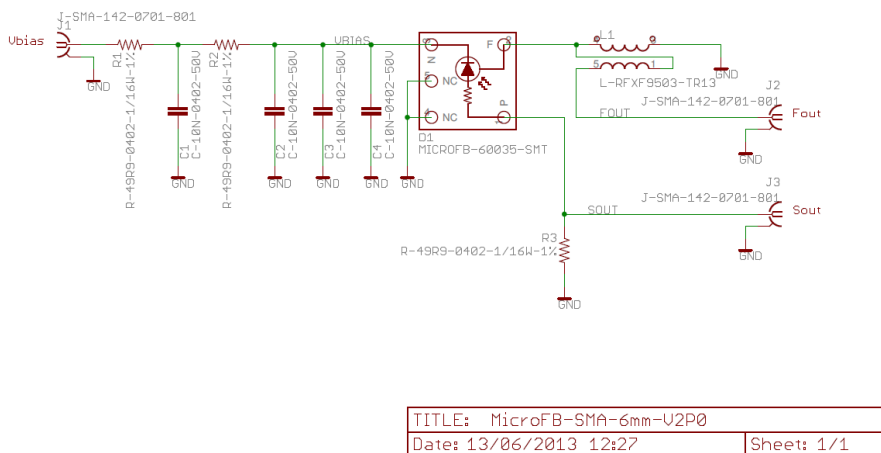 J-SMA-142-0701-801
J1
Vbias
R1
R-49R9-0402-1/16W-1%
R2
R-49R9-0402-1/16W-1%
C1
C-10N-0402-50V
C2
C-10N-0402-50V
C3
C-10N-0402-50V
C4
C-10N-0402-50V
GND
GND
GND
GND
GND
GND
VBIAS
N
F
NC
NC
P
5
4
D1
MICROFB-60035-SMT
L1
5
1
L-RFXF9503-TR13
GND
J2
J-SMA-142-0701-801
FOUT
Fout
GND
J3
J-SMA-142-0701-801
SOUT
Sout
GND
R3
R-49R9-0402-1/16W-1%
GND
TITLE: MicroFB-SMA-6mm-V2P0
Date: 13/06/2013 12:27
Sheet: 1/1